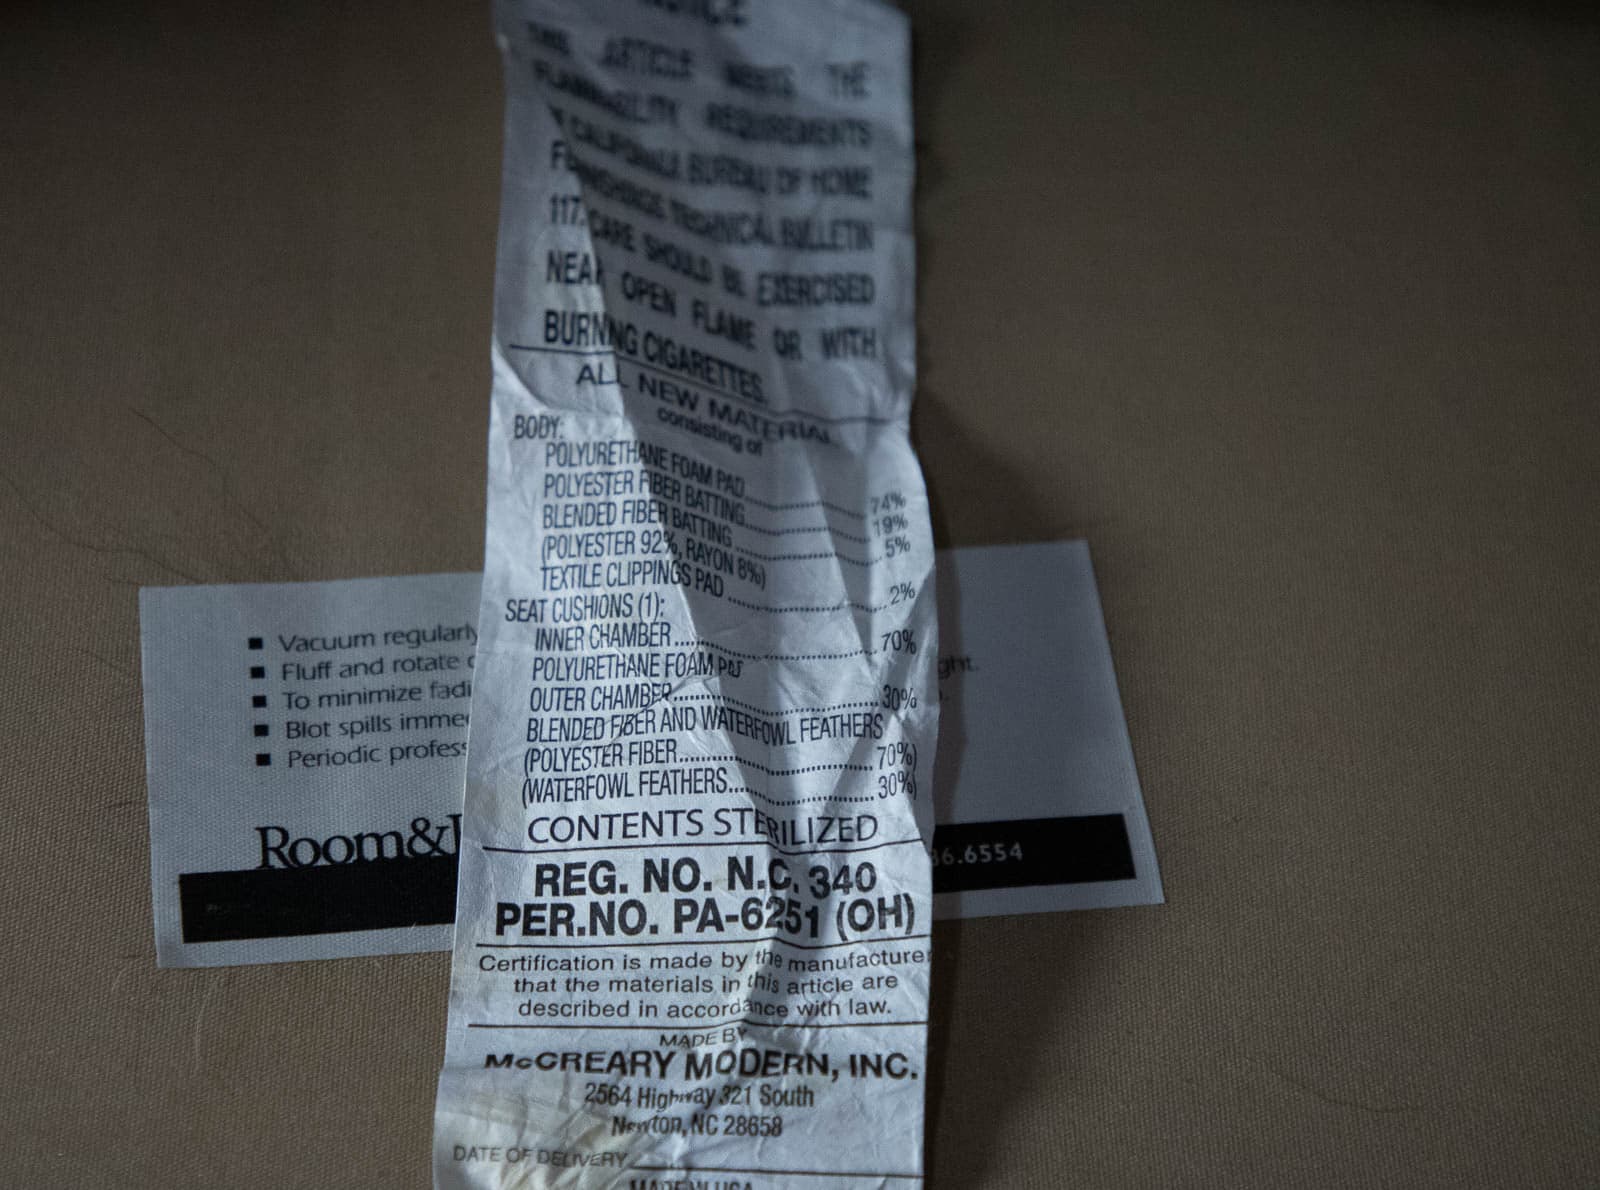 NOTICE
THIS ARTICLE MEETS THE
FLAMMABILITY REQUIREMENTS
CALIFORNIA BUREAU OF HOME
FURNISHINGS TECHNICAL BULLETIN
117. CARE SHOULD BE EXERCISED
NEAR OPEN FLAME OR WITH
BURNING CIGARETTES.
ALL NEW MATERIAL
consisting of
BODY:
POLYURETHANE FOAM PAD..........74%
POLYESTER FIBER BATTING..........19%
BLENDED FIBER BATTING..........5%
(POLYESTER 92%, RAYON 8%)
TEXTILE CLIPPINGS PAD..........2%
SEAT CUSHIONS (1):
INNER CHAMBER..........70%
POLYURETHANE FOAM PAD
OUTER CHAMBER..........30%
BLENDED FIBER AND WATERFOWL FEATHERS
(POLYESTER FIBER..........70%)
(WATERFOWL FEATHERS..........30%)
CONTENTS STERILIZED
REG. NO. N.C. 340
PER.NO. PA-6251 (OH)
Certification is made by the manufacturer
that the materials in this article are
described in accordance with law.
MADE BY
McCREARY MODERN, INC.
2564 Highway 321 South
Newton, NC 28658
DATE OF DELIVERY
MADE IN USA
■ Vacuum regularly
■ Fluff and rotate
■ To minimize fadi
■ Blot spills imme
■ Periodic profess
ght.
Room&
6.6554